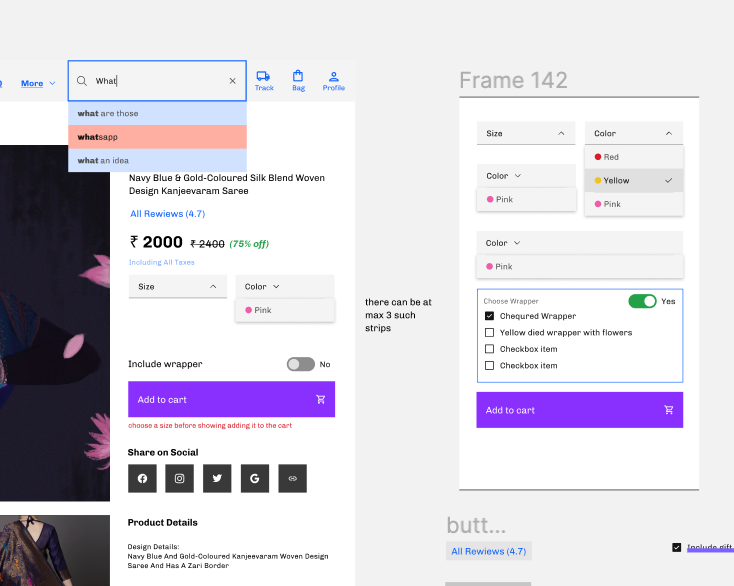 More
What
Track
Bag
Profile
what are those
whatsapp
what an idea
Navy Blue & Gold-Coloured Silk Blend Woven
Design Kanjeevaram Saree
All Rewiews (4.7)
₹ 2000 ₹ 2400 (75% off)
Including All Taxes
Size
Color
Pink
there can be at
max 3 such
strips
Include wrapper
No
Add to cart
choose a size before showing adding it to the cart
Share on Social
Product Details
Design Details:
Navy Blue And Gold-Coloured Kanjeevaram Woven Design
Saree And Has A Zari Border
Frame 142
Size
Color
Red
Color
Yellow
Pink
Pink
Color
Pink
Choose Wrapper
Yes
Chequred Wrapper
Yellow died wrapper with flowers
Checkbox item
Checkbox item
Add to cart
butt...
All Rewiews (4.7)
Include gift